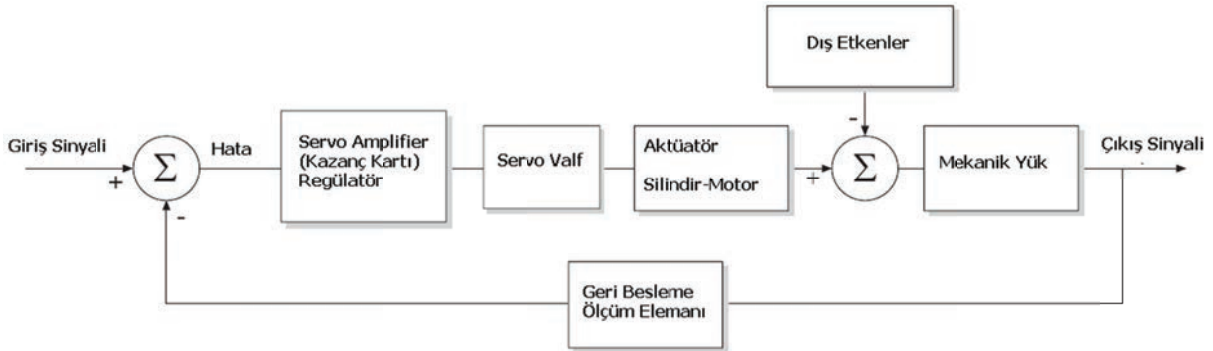 Dış Etkenler
Giriş Sinyali
+
Σ
-
Hata
Servo Amplifier
(Kazanç Kartı)
Regülatör
Servo Valf
Aktüatör
Silindir-Motor
-
+
Σ
Mekanik Yük
Çıkış Sinyali
Geri Besleme
Ölçüm Elemanı